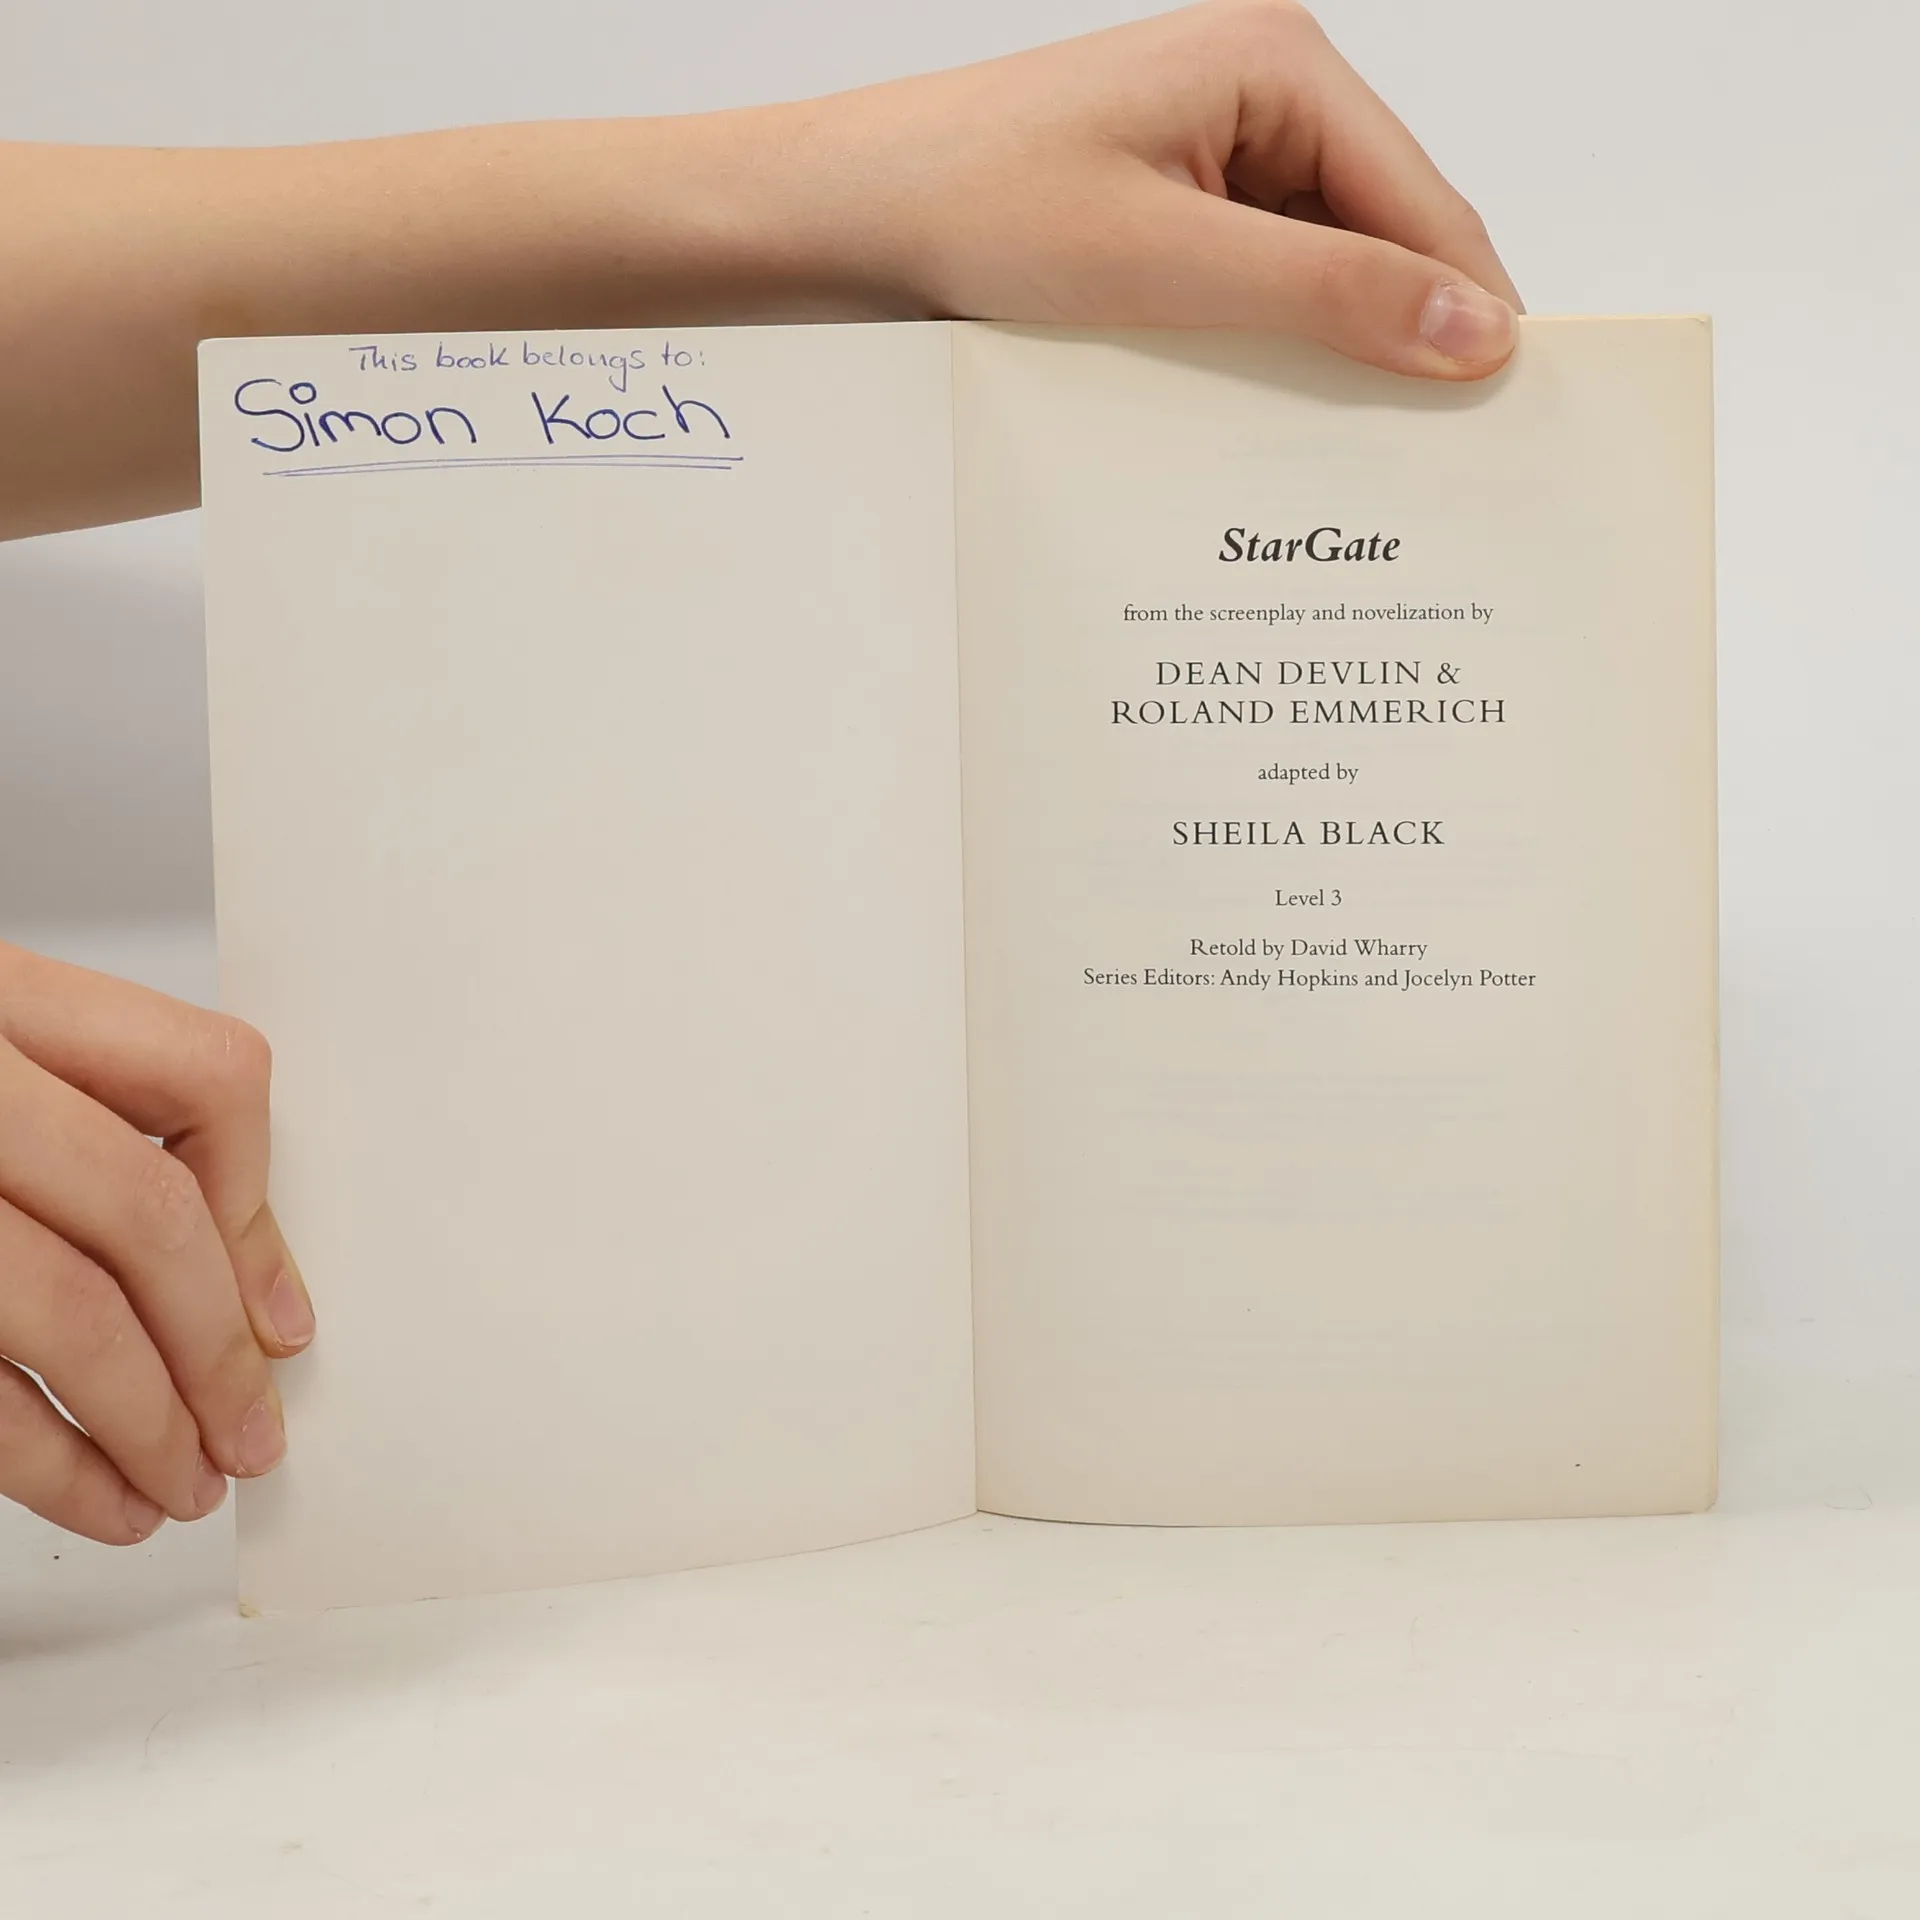 This book belongs to:
Simon Koch
StarGate
from the screenplay and novelization by
DEAN DEVLIN &
ROLAND EMMERICH
adapted by
SHEILA BLACK
Level 3
Retold by David Wharry
Series Editors: Andy Hopkins and Jocelyn Potter